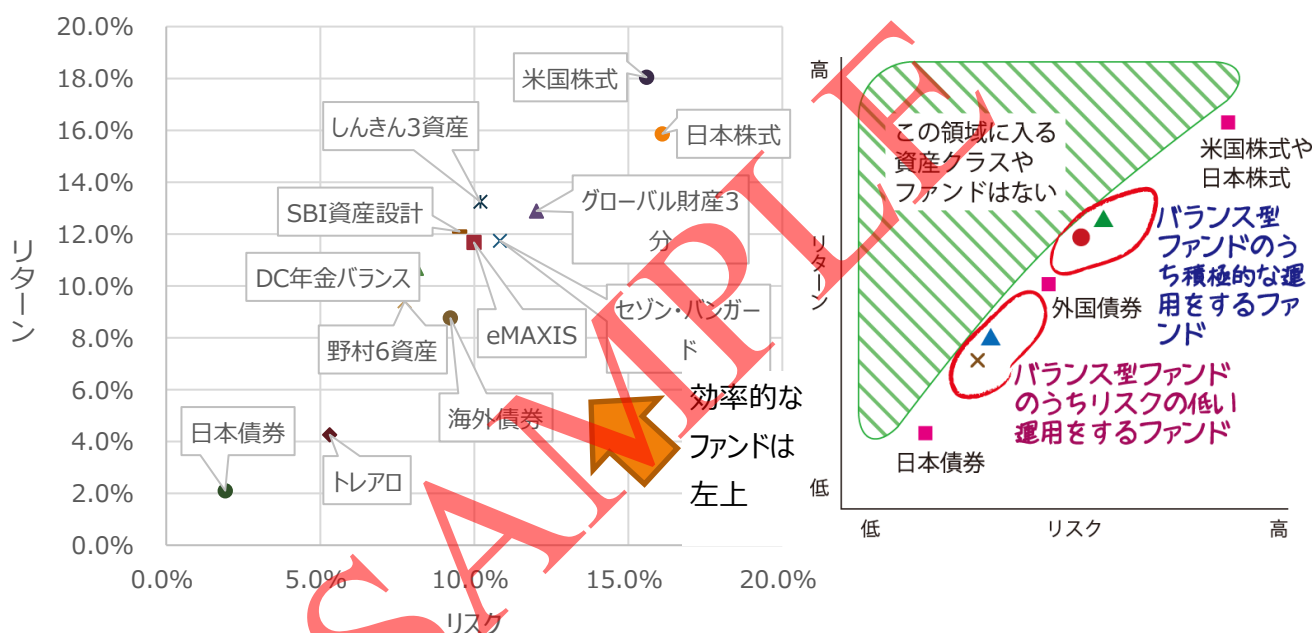 20.0%
18.0%
16.0%
14.0%
12.0%
10.0%
8.0%
6.0%
4.0%
2.0%
0.0%
0.0%
5.0%
10.0%
15.0%
20.0%
リターン
リスク
米国株式
しんきん3資産
日本株式
SBI資産設計
グローバル財産3
分
DC年金バランス
セゾン・バンガー
ド
eMAXIS
野村6資産
海外債券
日本債券
トレアロ
効率的な
ファンドは
左上
SAMPLE
高
この領域に入る
資産クラスや
ファンドはない
米国株式や
日本株式
リターン
バランス型
ファンドのう
ち積極的な運
用をするファ
ンド
外国債券
バランス型ファンド
のうちリスクの低い
運用をするファンド
日本債券
低
低
リスク
高